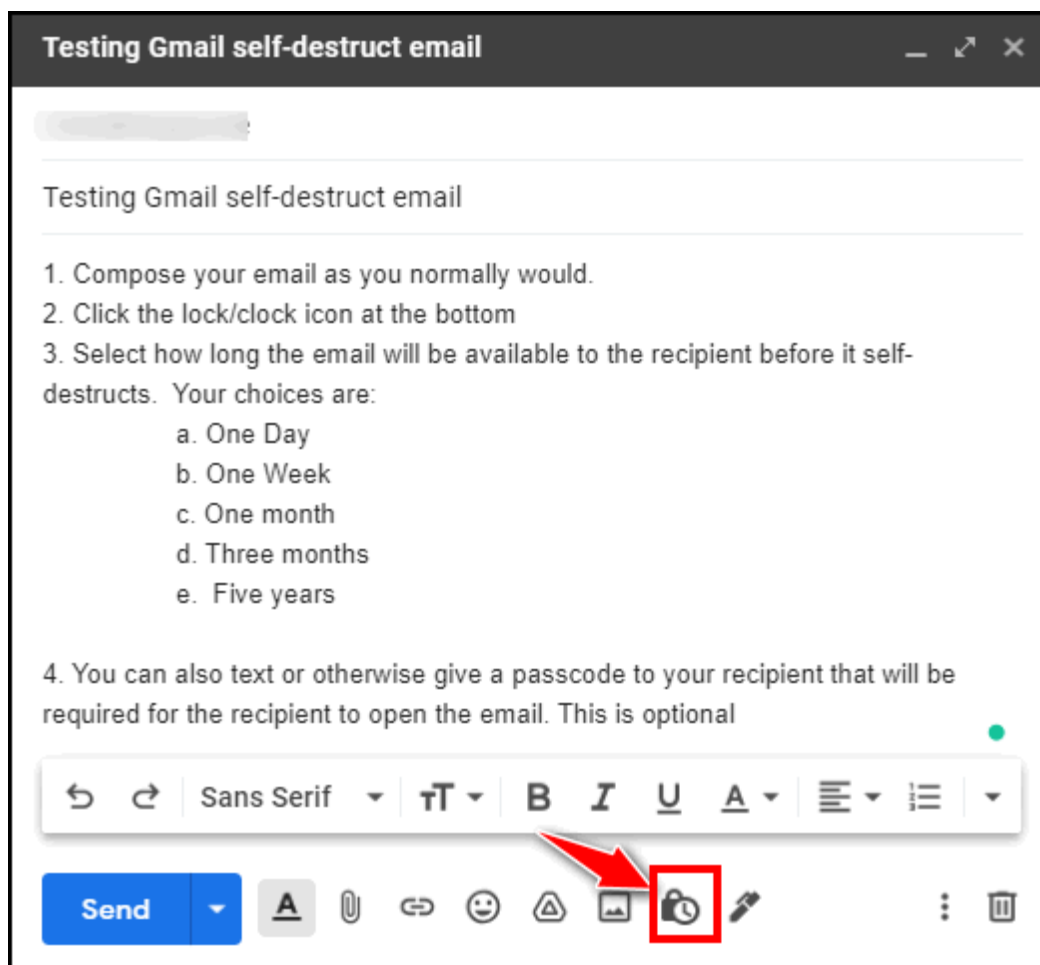 Testing Gmail self-destruct email
Testing Gmail self-destruct email
1. Compose your email as you normally would.
2. Click the lock/clock icon at the bottom
3. Select how long the email will be available to the recipient before it self-
destructs.  Your choices are:
a. One Day
b. One Week
c. One month
d. Three months
e.  Five years
4. You can also text or otherwise give a passcode to your recipient that will be
required for the recipient to open the email. This is optional
Sans Serif
Send